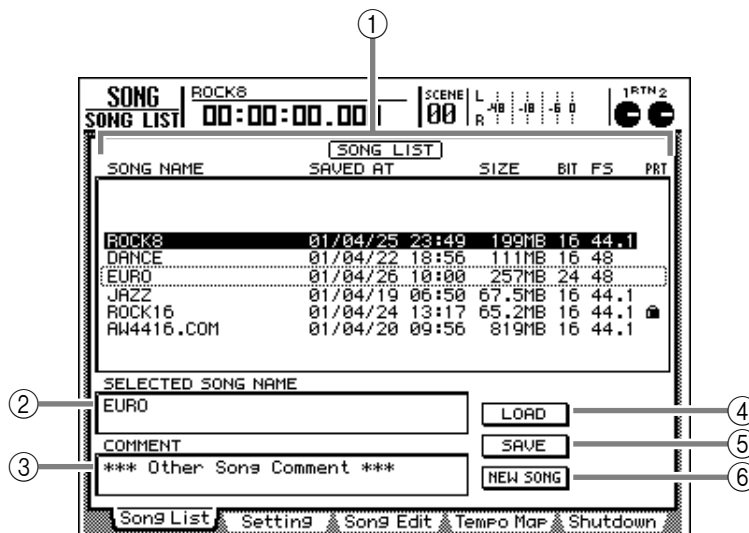 ①
SONG
SONG LIST
ROCK8
00:00:00.00
SCENE
00
L
R
-48 -18 -6 0
1 RTN 2
SONG LIST
SONG NAME SAVED AT SIZE BIT FS PRT
ROCK8 01/04/25 23:49 199MB 16 44.1
DANCE 01/04/22 18:56 111MB 16 48
EURO 01/04/26 10:00 257MB 24 48
JAZZ 01/04/19 06:50 67.5MB 16 44.1
ROCK16 01/04/24 13:17 65.2MB 16 44.1
AW4416.COM 01/04/20 09:56 819MB 16 44.1
SELECTED SONG NAME
② EURO LOAD ④
SAVE ⑤
COMMENT
③ *** Other Song Comment *** NEW SONG ⑥
Song List Setting Song Edit Tempo Map Shutdown